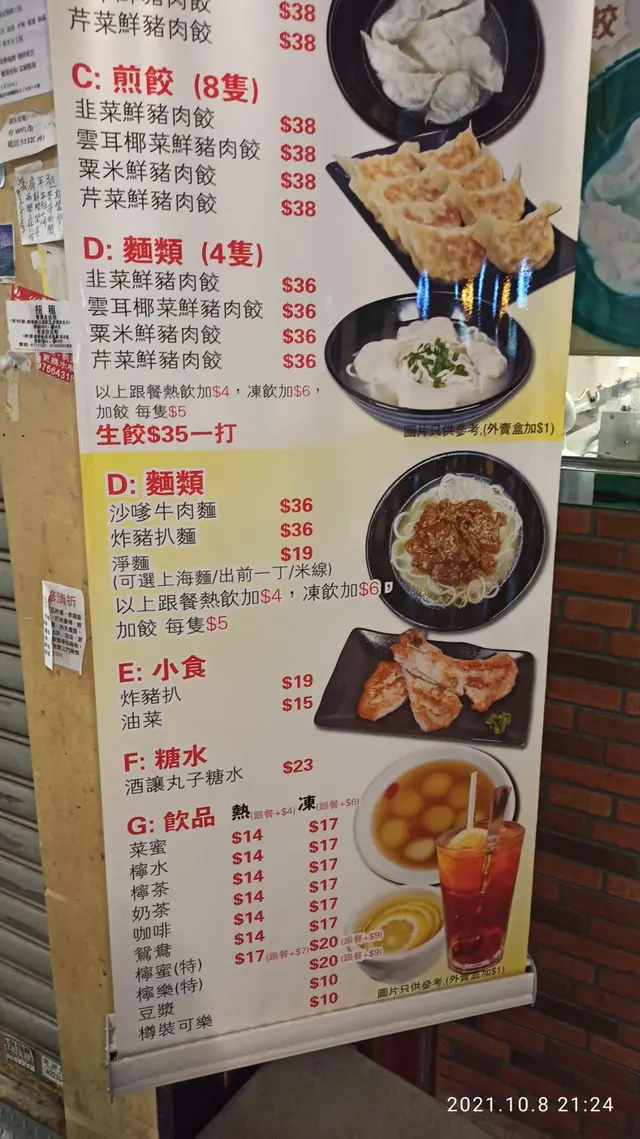 鮮豬肉餃 $38
芹菜鮮豬肉餃 $38
C: 煎餃 (8隻)
韭菜鮮豬肉餃 $38
雲耳椰菜鮮豬肉餃 $38
粟米鮮豬肉餃 $38
芹菜鮮豬肉餃 $38
D: 麵類 (4隻)
韭菜鮮豬肉餃 $36
雲耳椰菜鮮豬肉餃 $36
粟米鮮豬肉餃 $36
芹菜鮮豬肉餃 $36
以上跟餐熱飲加$4，凍飲加$6，
加餃 每隻$5
生餃$35一打
圖片只供參考,(外賣盒加$1)
D: 麵類
沙嗲牛肉麵 $36
炸豬扒麵 $36
淨麵 $19
(可選上海麵/出前一丁/米線)
以上跟餐熱飲加$4，凍飲加$6，
加餃 每隻$5
E: 小食
炸豬扒 $19
油菜 $15
F: 糖水
酒讓丸子糖水 $23
G: 飲品 熱(跟餐+$4) 凍(跟餐+$6)
菜蜜 $14 $17
檸水 $14 $17
檸茶 $14 $17
奶茶 $14 $17
咖啡 $14 $17
鴛鴦 $14 $17
檸蜜(特) $17(跟餐+$7) $20(跟餐+$9)
檸樂(特) $20(跟餐+$9)
豆漿 $10
樽裝可樂 $10
圖片只供參考,(外賣盒加$1)
2021.10.8 21:24